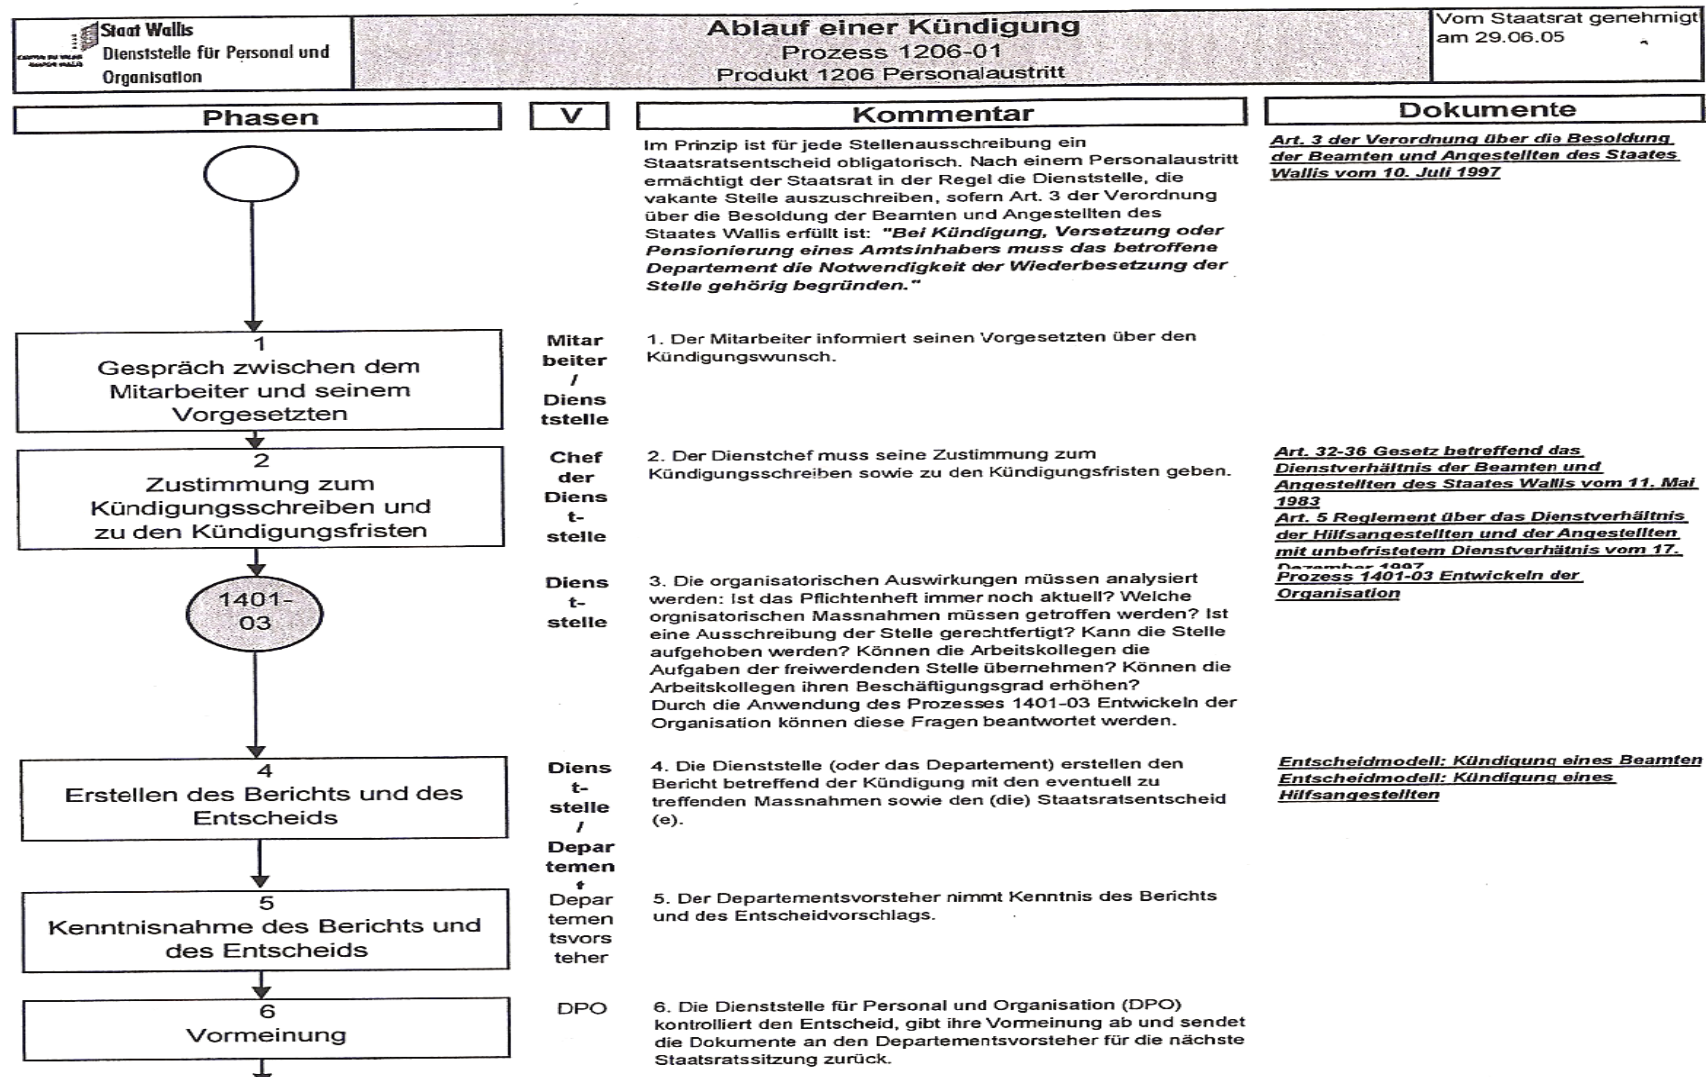 Staat Wallis
Dienststelle für Personal und
Organisation
Ablauf einer Kündigung
Prozess 1206-01
Produkt 1206 Personalaustritt
Vom Staatsrat genehmigt
am 29.06.05
Phasen
V
Kommentar
Dokumente
Im Prinzip ist für jede Stellenausschreibung ein
Staatsratsentscheid obligatorisch. Nach einem Personalaustritt
ermächtigt der Staatsrat in der Regel die Dienststelle, die
vakante Stelle auszuschreiben, sofern Art. 3 der Verordnung
über die Besoldung der Beamten und Angestellten des
Staates Wallis erfüllt ist: "Bei Kündigung, Versetzung oder
Pensionierung eines Amtsinhabers muss das betroffene
Departement die Notwendigkeit der Wiederbesetzung der
Stelle gehörig begründen."
Art. 3 der Verordnung über die Besoldung
der Beamten und Angestellten des Staates
Wallis vom 10. Juli 1997
1
Gespräch zwischen dem
Mitarbeiter und seinem
Vorgesetzten
Mitar
beiter
/
Diens
tstelle
1. Der Mitarbeiter informiert seinen Vorgesetzten über den
Kündigungswunsch.
2
Zustimmung zum
Kündigungsschreiben und
zu den Kündigungsfristen
Chef
der
Diens
t-
stelle
2. Der Dienstchef muss seine Zustimmung zum
Kündigungsschreiben sowie zu den Kündigungsfristen geben.
Art. 32-36 Gesetz betreffend das
Dienstverhältnis der Beamten und
Angestellten des Staates Wallis vom 11. Mai
1983
Art. 5 Reglement über das Dienstverhältnis
der Hilfsangestellten und der Angestellten
mit unbefristetem Dienstverhätnis vom 17.
Dezember 1997
1401-
03
Diens
t-
stelle
3. Die organisatorischen Auswirkungen müssen analysiert
werden: Ist das Pflichtenheft immer noch aktuell? Welche
orgnisatorischen Massnahmen müssen getroffen werden? Ist
eine Ausschreibung der Stelle gerechtfertigt? Kann die Stelle
aufgehoben werden? Können die Arbeitskollegen die
Aufgaben der freiwerdenden Stelle übernehmen? Können die
Arbeitskollegen ihren Beschäftigungsgrad erhöhen?
Durch die Anwendung des Prozesses 1401-03 Entwickeln der
Organisation können diese Fragen beantwortet werden.
Prozess 1401-03 Entwickeln der
Organisation
4
Erstellen des Berichts und des
Entscheids
Diens
t-
stelle
/
Depar
temen
t
4. Die Dienststelle (oder das Departement) erstellen den
Bericht betreffend der Kündigung mit den eventuell zu
treffenden Massnahmen sowie den (die) Staatsratsentscheid
(e).
Entscheidmodell: Kündigung eines Beamten
Entscheidmodell: Kündigung eines
Hilfsangestellten
5
Kenntnisnahme des Berichts und
des Entscheids
Depar
temen
tsvors
teher
5. Der Departementsvorsteher nimmt Kenntnis des Berichts
und des Entscheidvorschlags.
6
Vormeinung
DPO
6. Die Dienststelle für Personal und Organisation (DPO)
kontrolliert den Entscheid, gibt ihre Vormeinung ab und sendet
die Dokumente an den Departementsvorsteher für die nächste
Staatsratssitzung zurück.